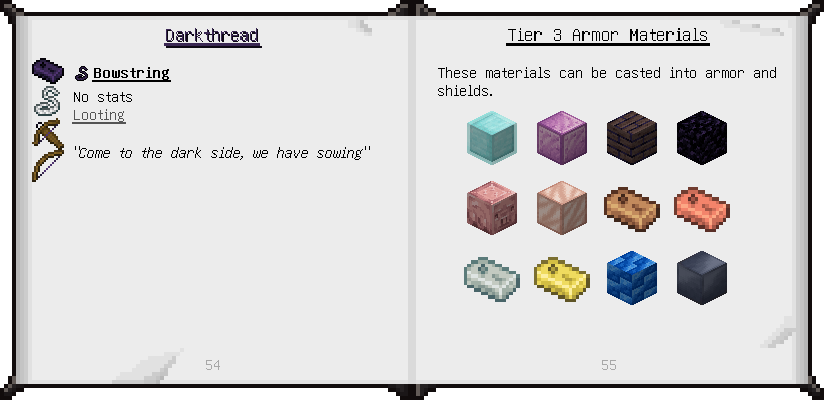 Darkthread
Bowstring
No stats
Looting
"Come to the dark side, we have sowing"
54
Tier 3 Armor Materials
These materials can be casted into armor and
shields.
55